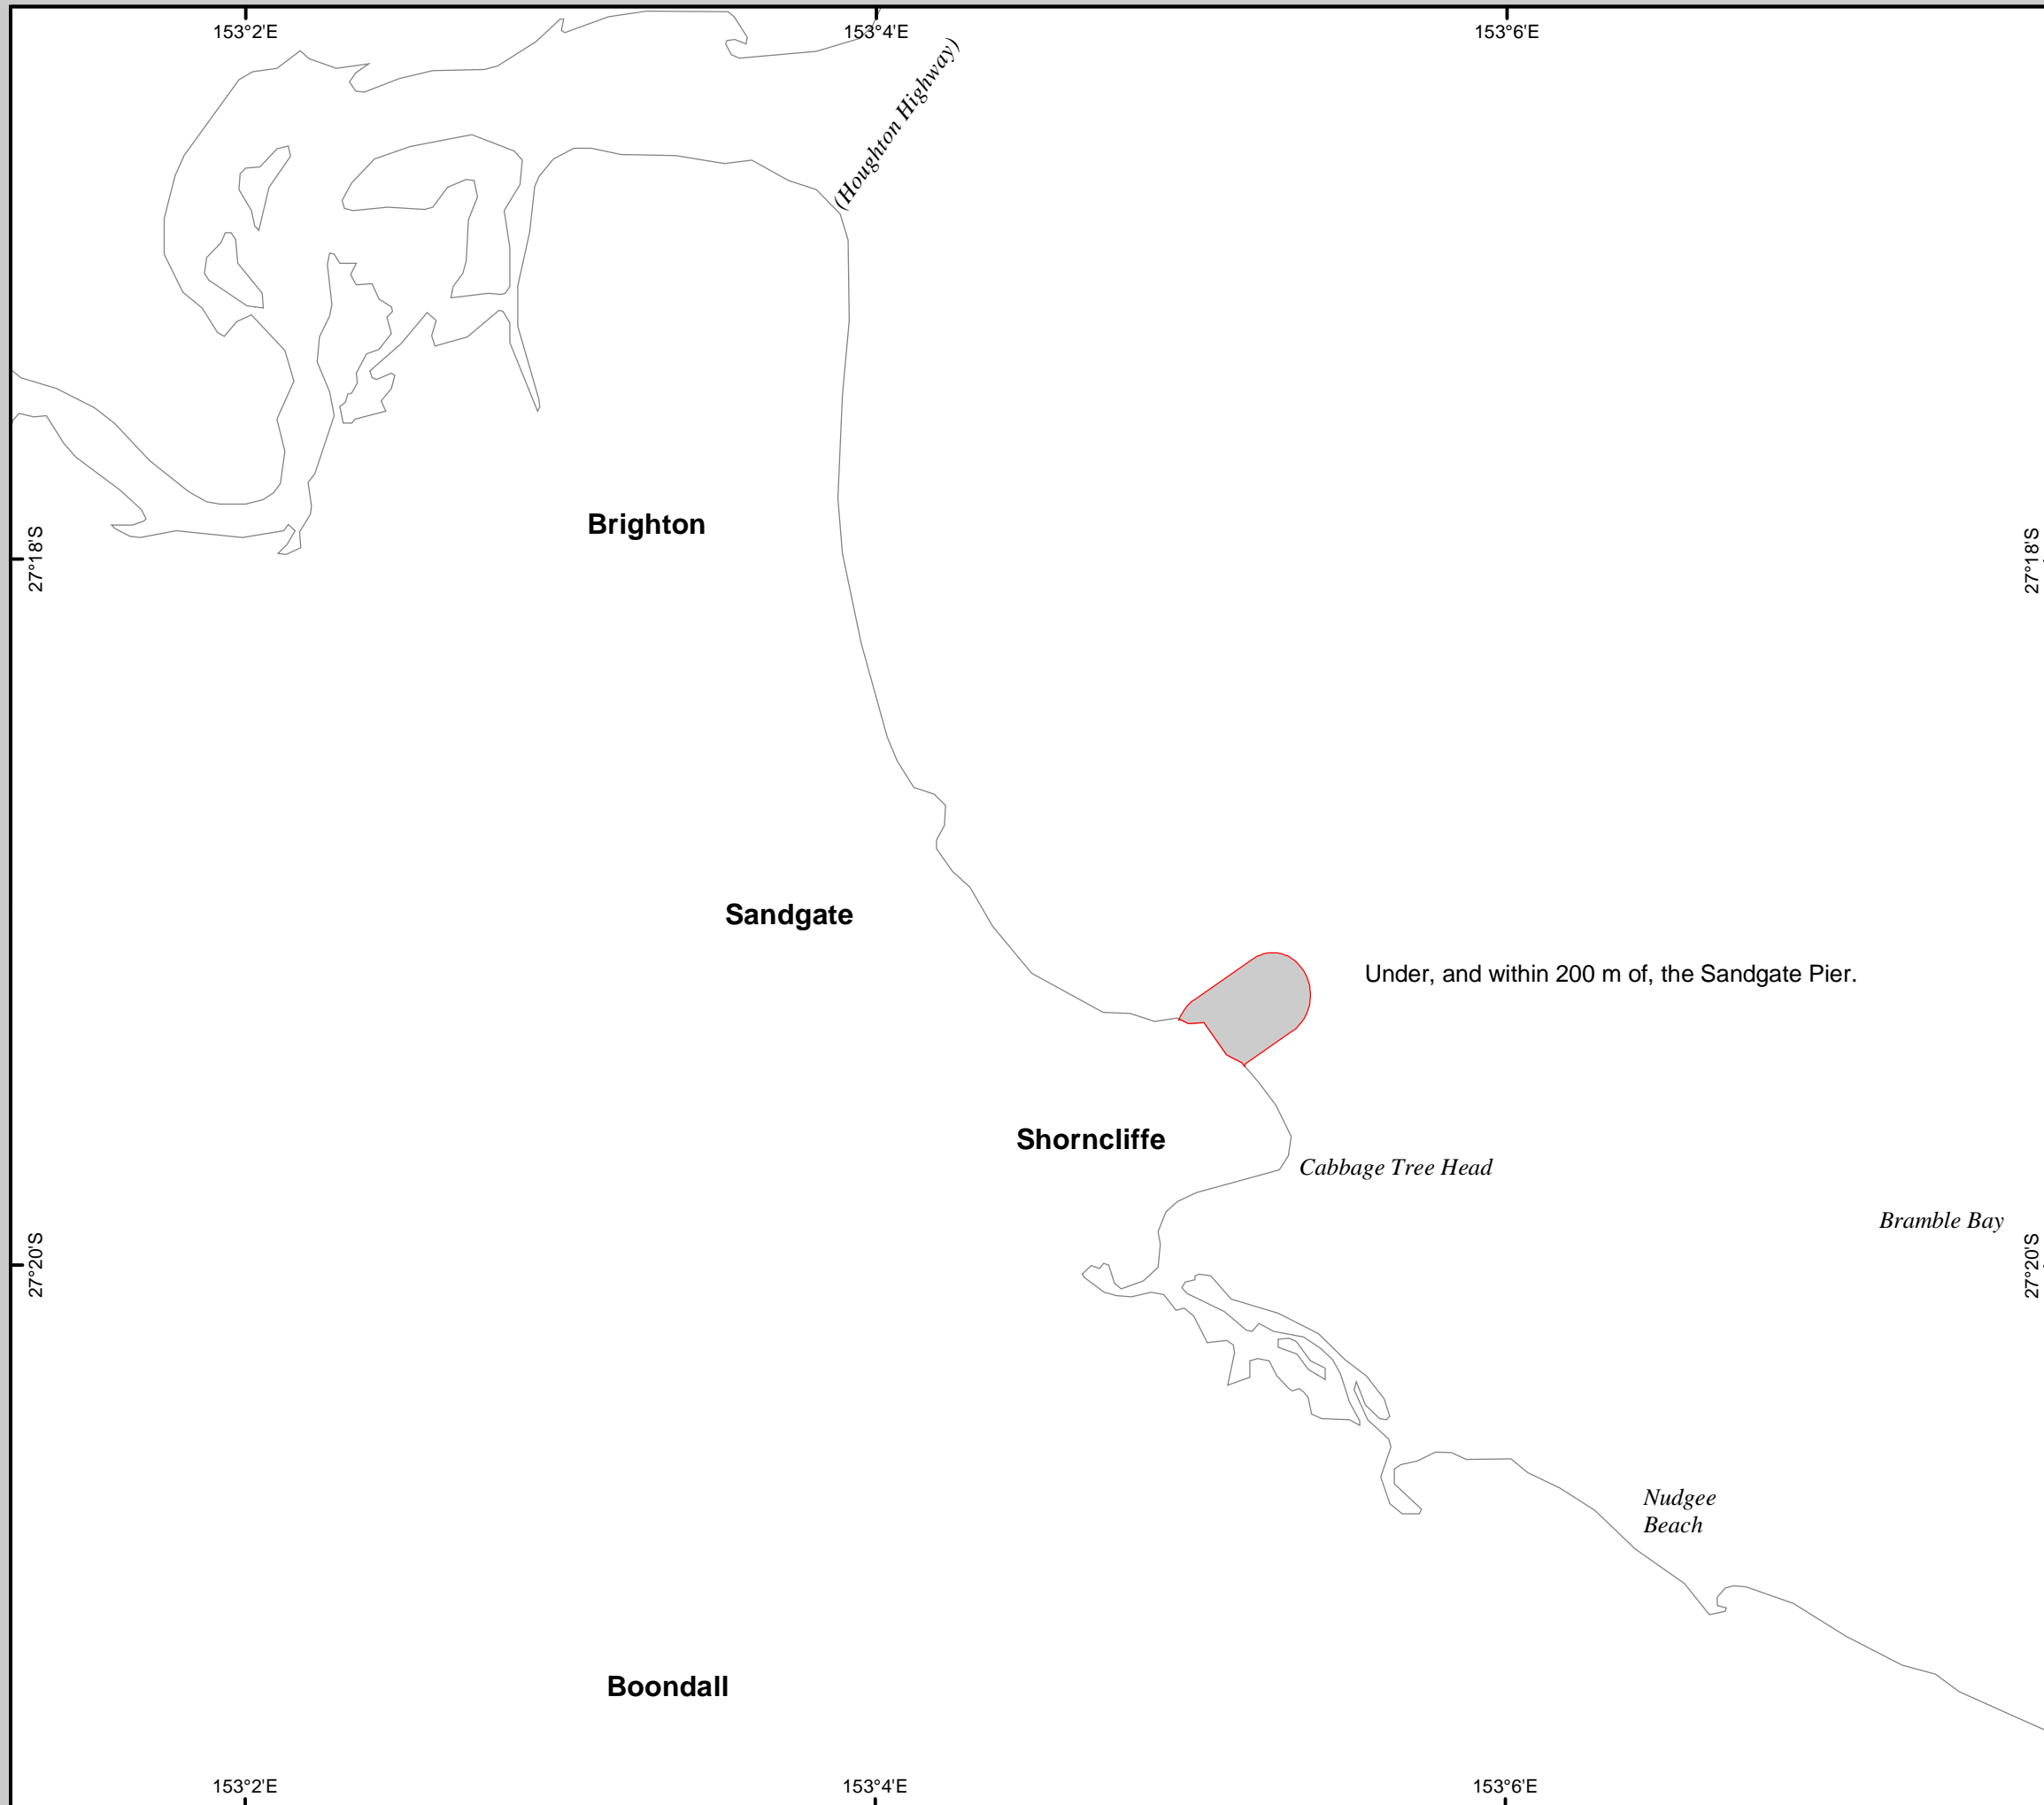 153°2'E
153°4'E
153°6'E
(Houghton Highway)
Brighton
27°18'S
27°18'S
Sandgate
Under, and within 200 m of, the Sandgate Pier.
Shorncliffe
Cabbage Tree Head
Bramble Bay
27°20'S
27°20'S
Nudgee
Beach
Boondall
153°2'E
153°4'E
153°6'E